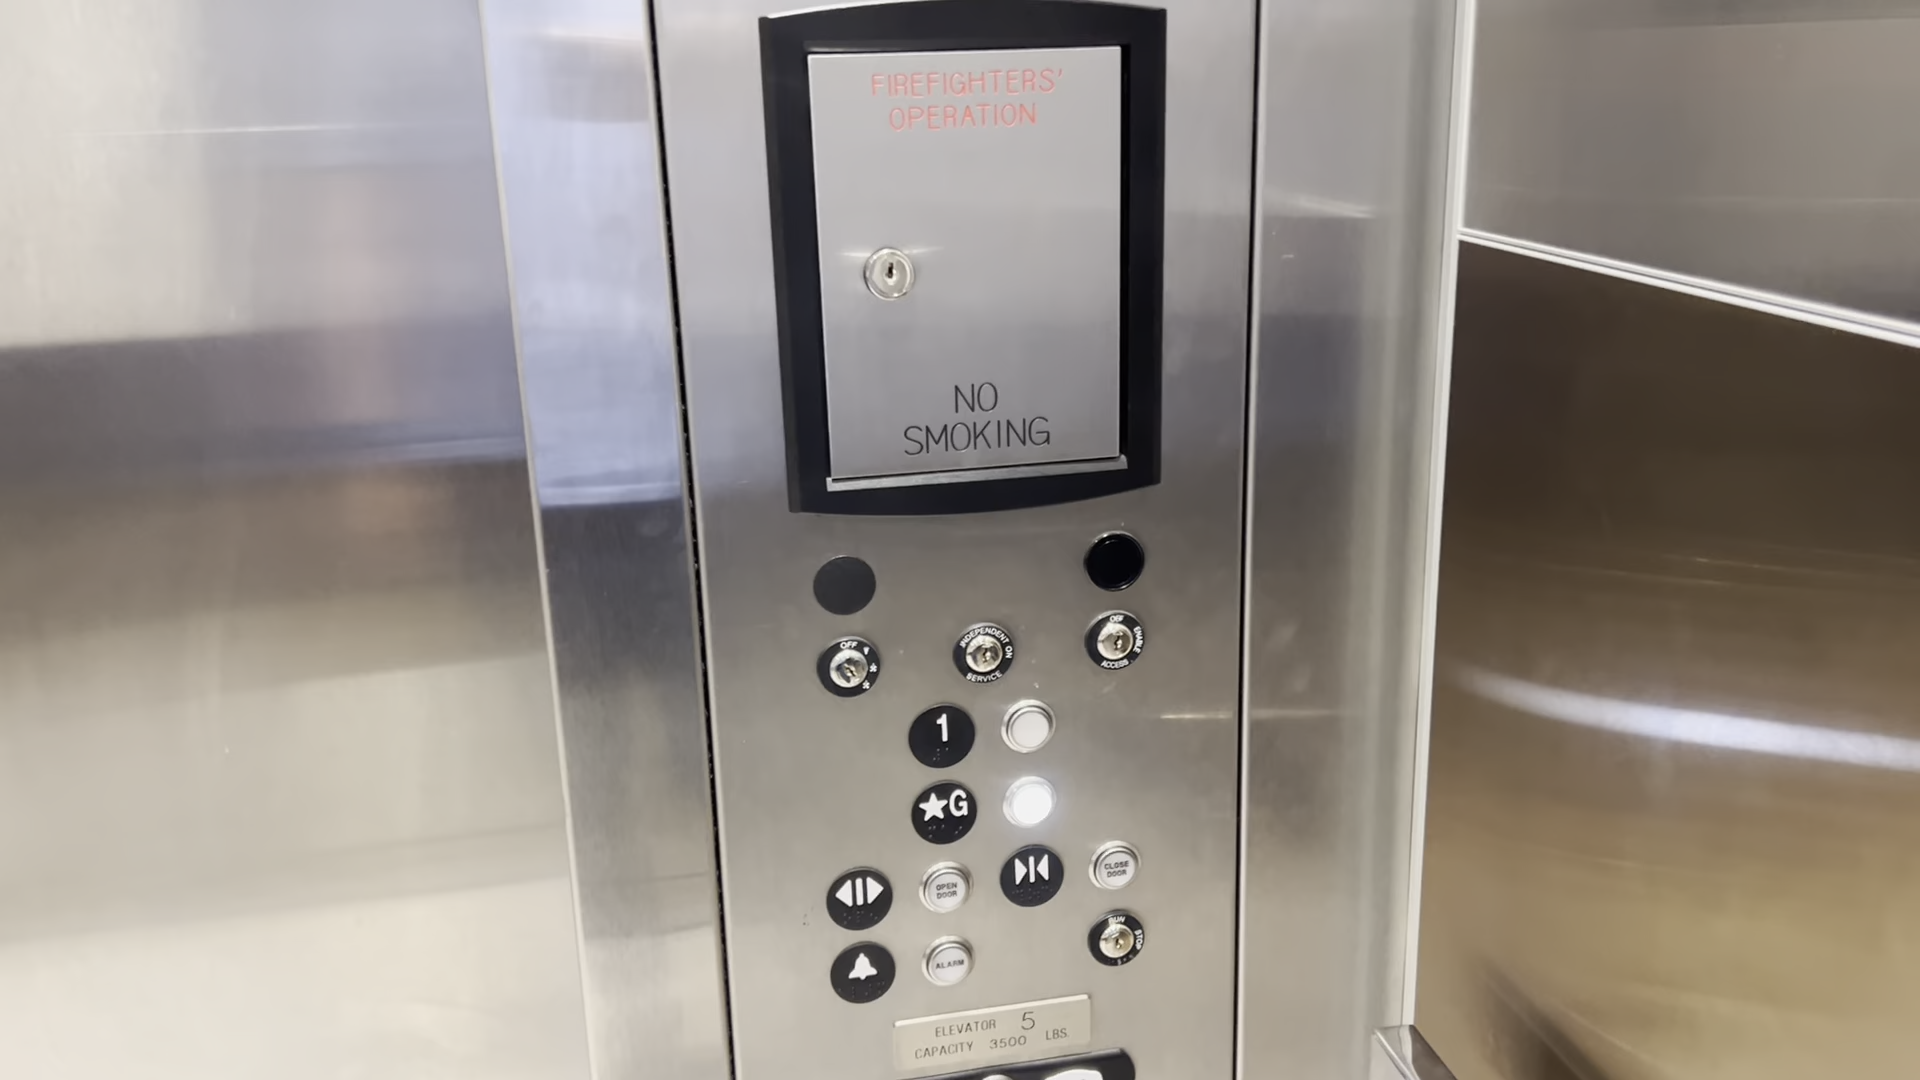 FIREFIGHTERS'
OPERATION
NO
SMOKING
OFF
INDEPENDENT
ON
SERVICE
OFF
ENABLE
ACCESS
1
★G
OPEN
DOOR
CLOSE
DOOR
RUN
STOP
ALARM
ELEVATOR 5
CAPACITY 3500 LBS.